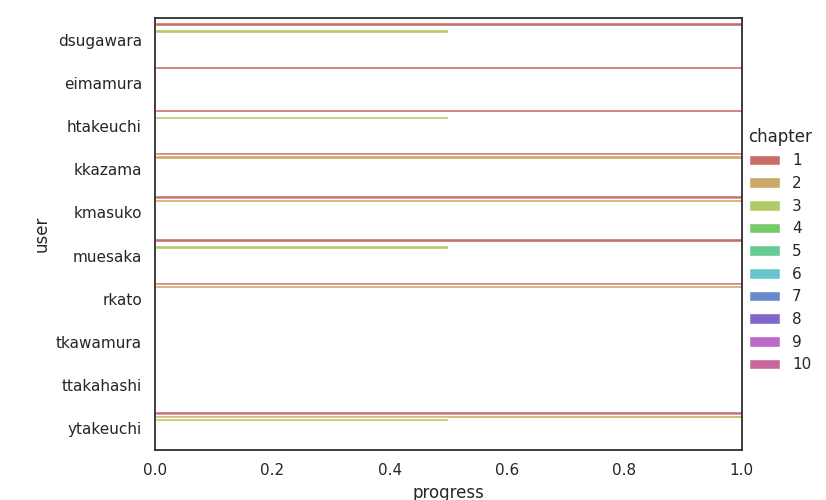 dsugawara
eimamura
htakeuchi
kkazama
kmasuko
muesaka
rkato
tkawamura
ttakahashi
ytakeuchi
user
0.0 0.2 0.4 0.6 0.8 1.0
progress
chapter
1
2
3
4
5
6
7
8
9
10